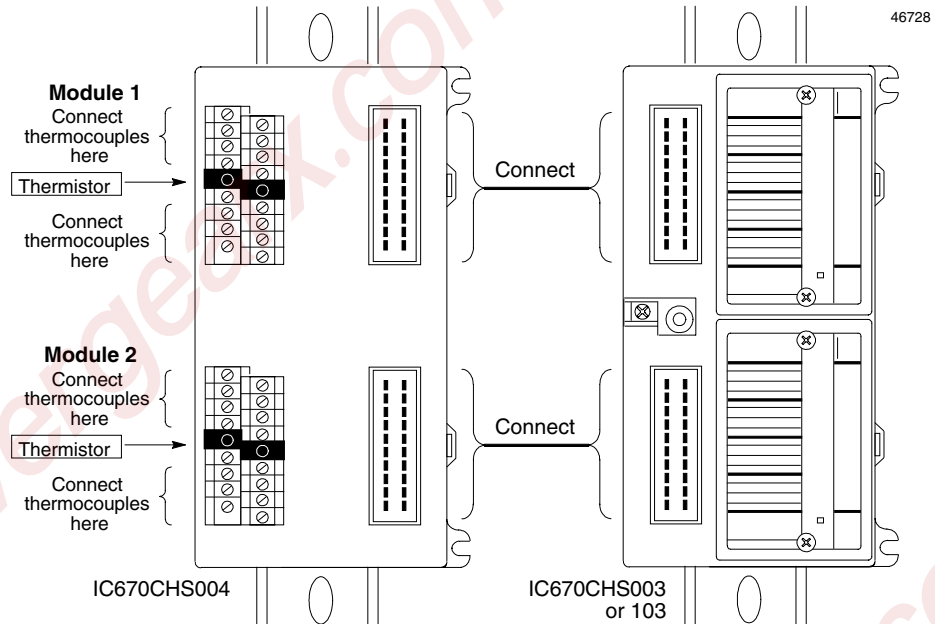 46728
Module 1
Connect
thermocouples
here
Thermistor
Connect
thermocouples
here
Connect
Module 2
Connect
thermocouples
here
Thermistor
Connect
thermocouples
here
Connect
IC670CHS004
IC670CHS003
or 103